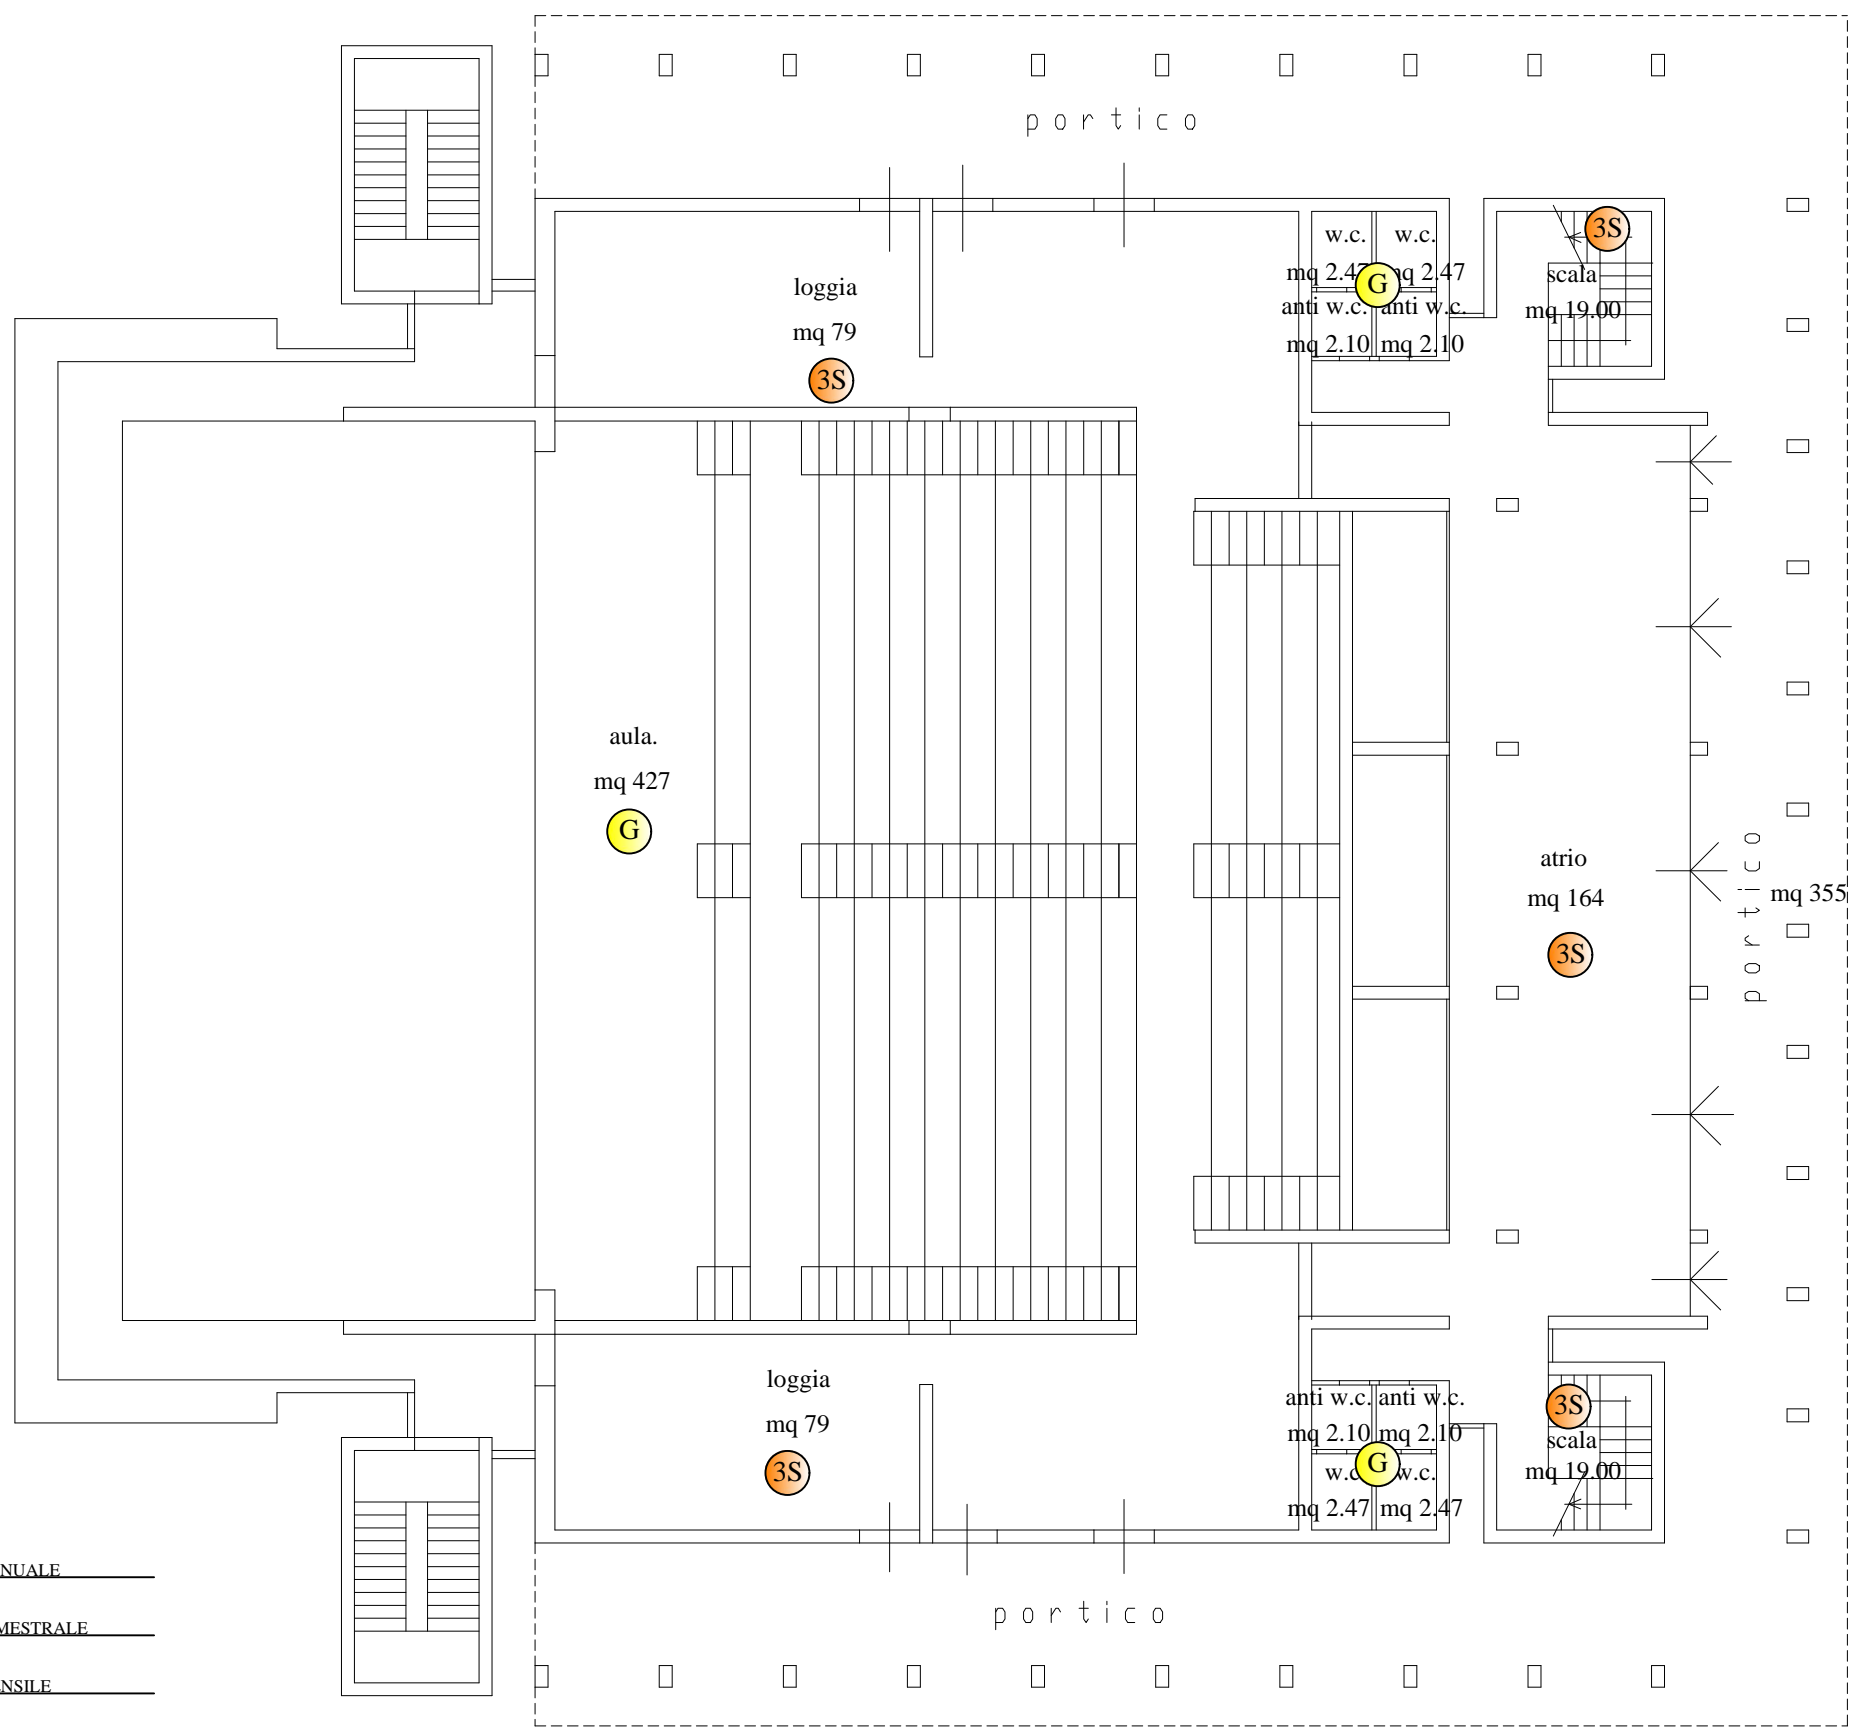 portico
w.c. w.c.
mq 2.47 mq 2.47
G
anti w.c. anti w.c.
mq 2.10 mq 2.10
3S
scala
mq 19.00
loggia
mq 79
3S
aula.
mq 427
G
atrio
mq 164
3S
portico
mq 355
loggia
mq 79
3S
anti w.c. anti w.c.
mq 2.10 mq 2.10
G
w.c. w.c.
mq 2.47 mq 2.47
3S
scala
mq 19.00
NUALE
MESTRALE
NSILE
portico